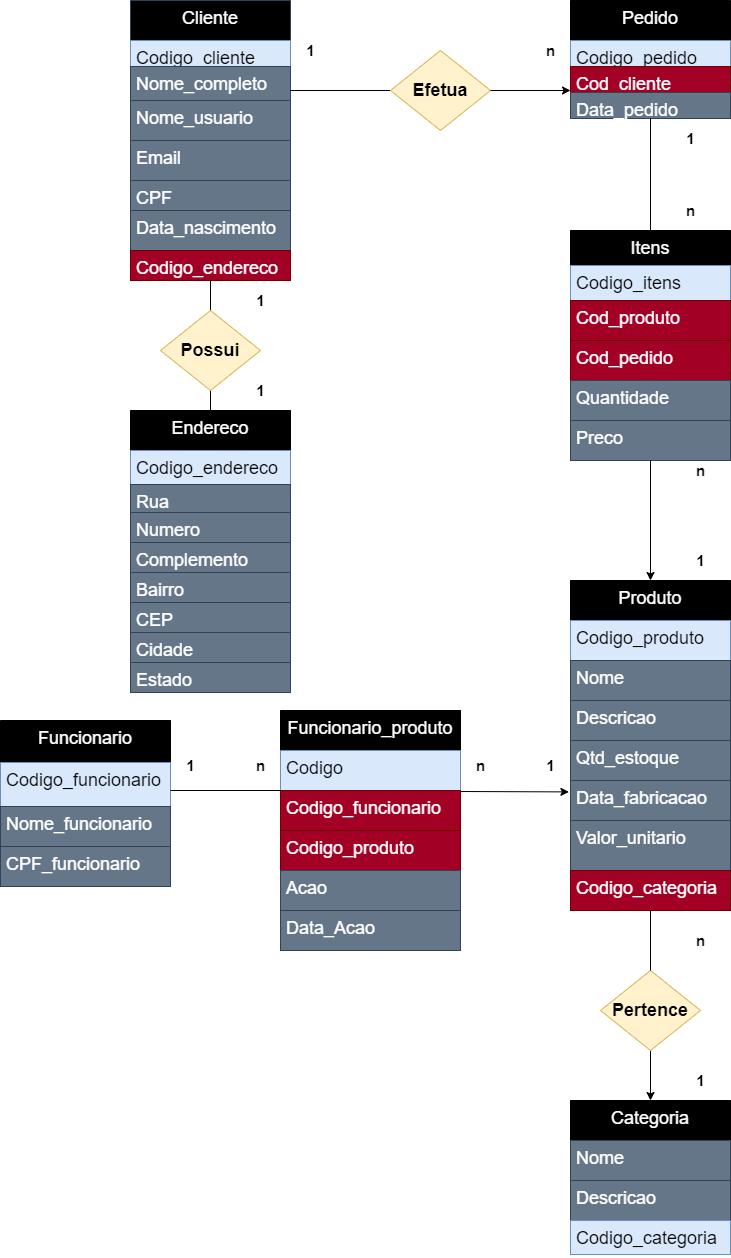 Cliente
Codigo_cliente
Nome_completo
Nome_usuario
Email
CPF
Data_nascimento
Codigo_endereco
1
Efetua
n
Pedido
Codigo_pedido
Cod_cliente
Data_pedido
1
n
Itens
Codigo_itens
Cod_produto
Cod_pedido
Quantidade
Preco
n
1
1
Possui
1
Endereco
Codigo_endereco
Rua
Numero
Complemento
Bairro
CEP
Cidade
Estado
Produto
Codigo_produto
Nome
Descricao
Qtd_estoque
Data_fabricacao
Valor_unitario
Codigo_categoria
Funcionario
Codigo_funcionario
Nome_funcionario
CPF_funcionario
1
n
Funcionario_produto
Codigo
Codigo_funcionario
Codigo_produto
Acao
Data_Acao
n
1
n
Pertence
1
Categoria
Nome
Descricao
Codigo_categoria